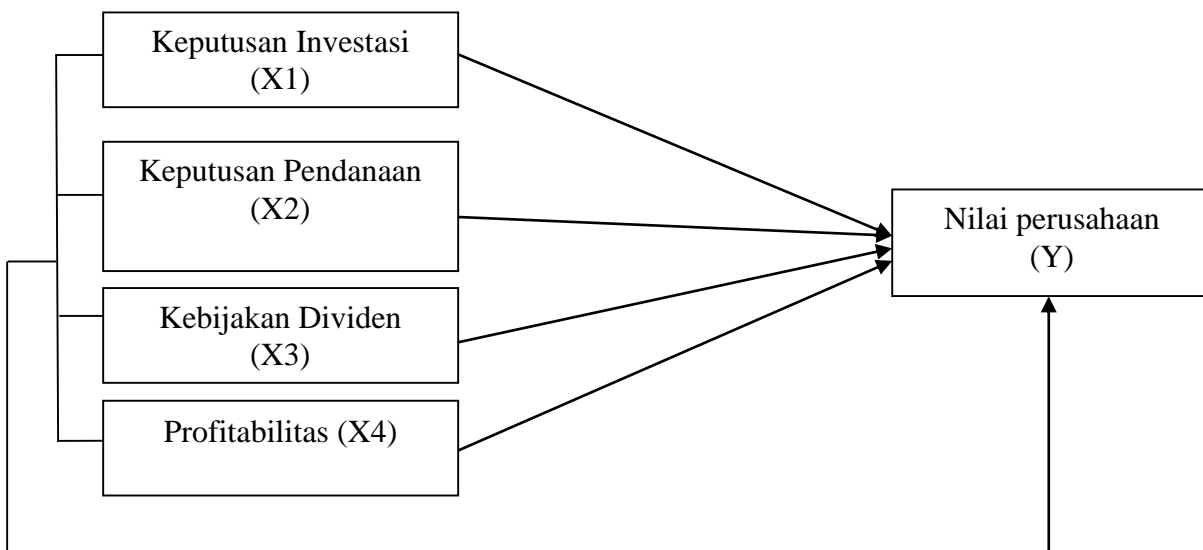 Keputusan Investasi
(X1)
Keputusan Pendanaan
(X2)
Kebijakan Dividen
(X3)
Profitabilitas (X4)
Nilai perusahaan
(Y)